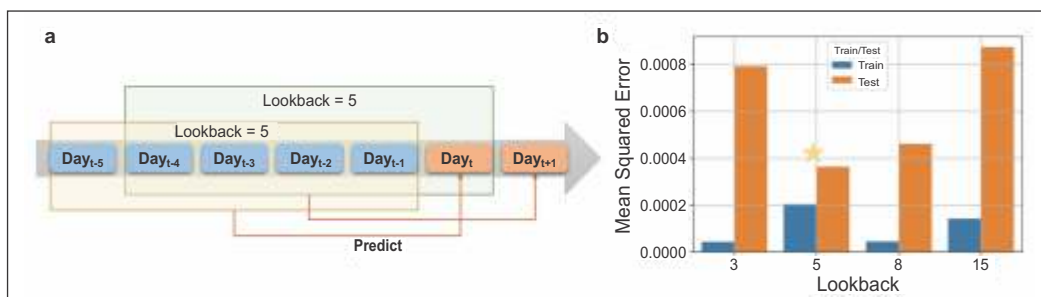 a
Lookback = 5
Lookback = 5
Dayt-5 Dayt-4 Dayt-3 Dayt-2 Dayt-1 Dayt Dayt+1
Predict
b
Mean Squared Error
0.0008
0.0006
0.0004
0.0002
0.0000
Train/Test
Train
Test
3 5 8 15
Lookback